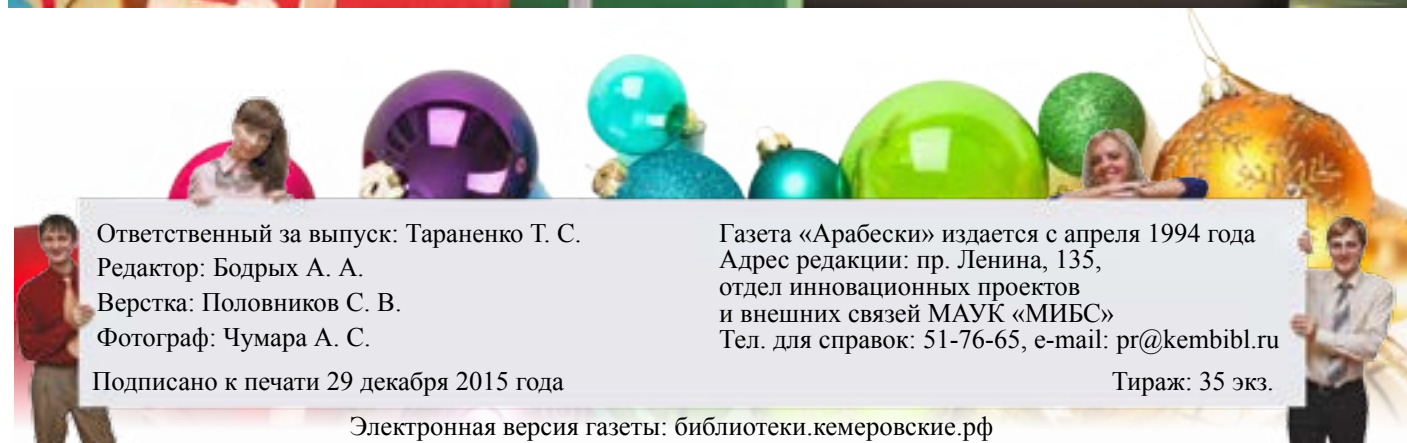 Ответственный за выпуск: Тараненко Т. С.
Редактор: Бодрых А. А.
Верстка: Половников С. В.
Фотограф: Чумара А. С.
Газета «Арабески» издается с апреля 1994 года
Адрес редакции: пр. Ленина, 135,
отдел инновационных проектов
и внешних связей МАУК «МИБС»
Тел. для справок: 51-76-65, e-mail: pr@kembibl.ru
Подписано к печати 29 декабря 2015 года
Тираж: 35 экз.
Электронная версия газеты: библиотеки.кемеровские.рф